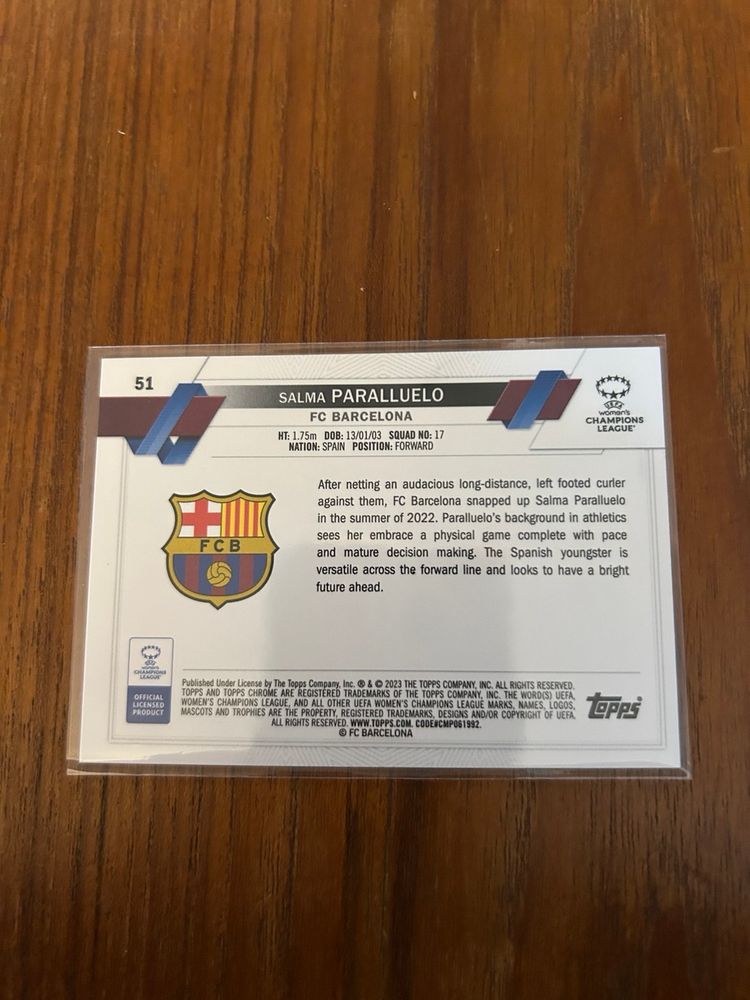 51
SALMA PARALLUELO
FC BARCELONA
HT: 1.75m DOB: 13/01/03 SQUAD NO: 17
NATION: SPAIN POSITION: FORWARD
UEFA
women's
CHAMPIONS
LEAGUE
After netting an audacious long-distance, left footed curler
against them, FC Barcelona snapped up Salma Paralluelo
in the summer of 2022. Paralluelo's background in athletics
sees her embrace a physical game complete with pace
and mature decision making. The Spanish youngster is
versatile across the forward line and looks to have a bright
future ahead.
FCB
women's
CHAMPIONS
LEAGUE
OFFICIAL
LICENSED
PRODUCT
Published Under License by The Topps Company, Inc. ® & © 2023 THE TOPPS COMPANY, INC. ALL RIGHTS RESERVED.
TOPPS AND TOPPS CHROME ARE REGISTERED TRADEMARKS OF THE TOPPS COMPANY, INC. THE WORD(S) UEFA,
WOMEN'S CHAMPIONS LEAGUE, AND ALL OTHER UEFA WOMEN'S CHAMPIONS LEAGUE MARKS, NAMES, LOGOS,
MASCOTS AND TROPHIES ARE THE PROPERTY, REGISTERED TRADEMARKS, DESIGNS AND/OR COPYRIGHT OF UEFA.
ALL RIGHTS RESERVED. WWW.TOPPS.COM. CODE#CMP061992.
© FC BARCELONA
Topps